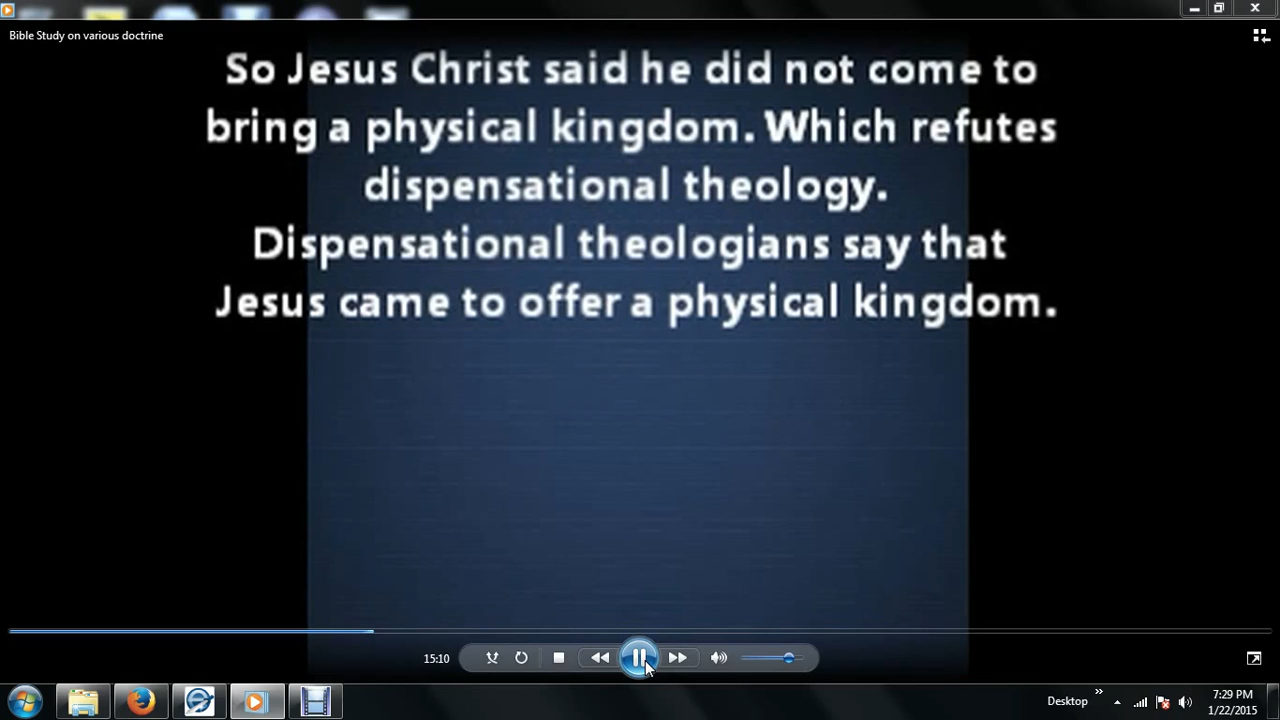 Bible Study on various doctrine
So Jesus Christ said he did not come to
bring a physical kingdom. Which refutes
dispensational theology.
Dispensational theologians say that
Jesus came to offer a physical kingdom.
15:10
Desktop
7:29 PM
1/22/2015